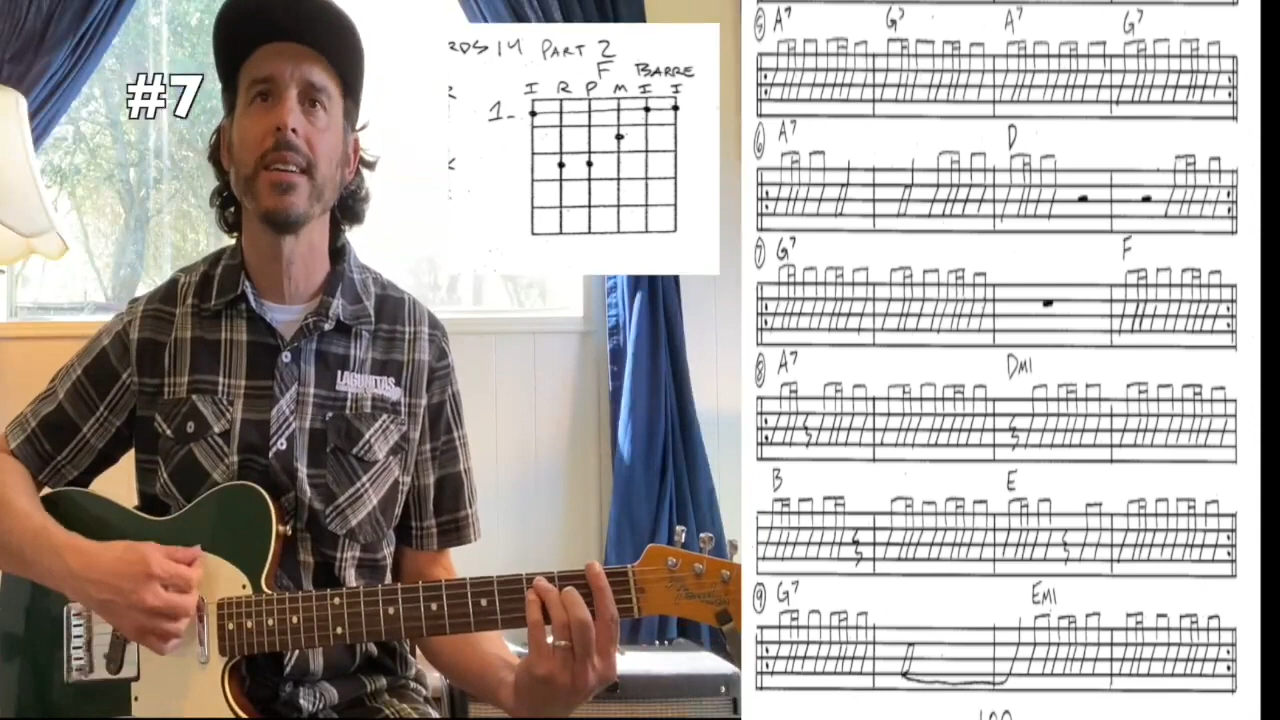 #7
RDS 14 PART 2
F BARRE
I R P M I I
1-
LAGUNITAS
⑤ A7 G7 A7 G7
⑥ A7 D
⑦ G7 F
⑧ A7 DMI
B E
⑨ G7 EMI